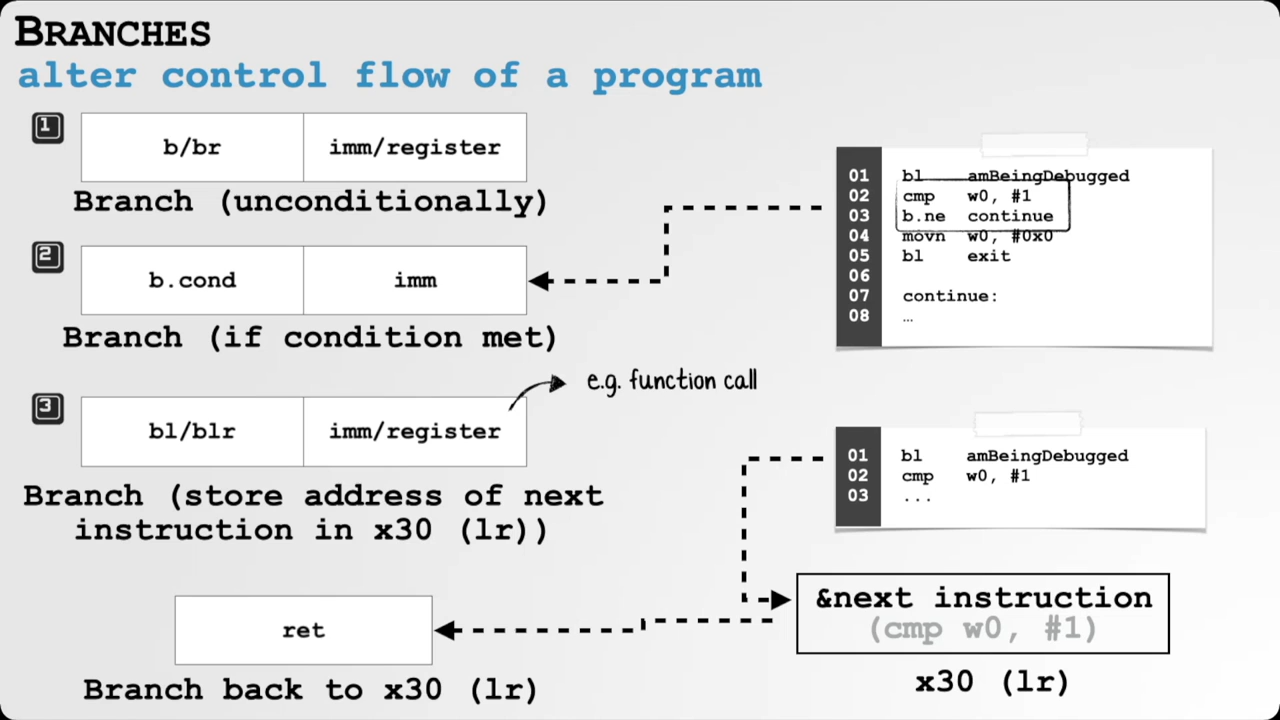 BRANCHES
alter control flow of a program
1
b/br imm/register
Branch (unconditionally)
2
b.cond imm
Branch (if condition met)
3
bl/blr imm/register
e.g. function call
Branch (store address of next
instruction in x30 (lr))
ret
Branch back to x30 (lr)
01 bl amBeingDebugged
02 cmp w0, #1
03 b.ne continue
04 movn w0, #0x0
05 bl exit
06
07 continue:
08 …
01 bl amBeingDebugged
02 cmp w0, #1
03 ...
&next instruction
(cmp w0, #1)
x30 (lr)